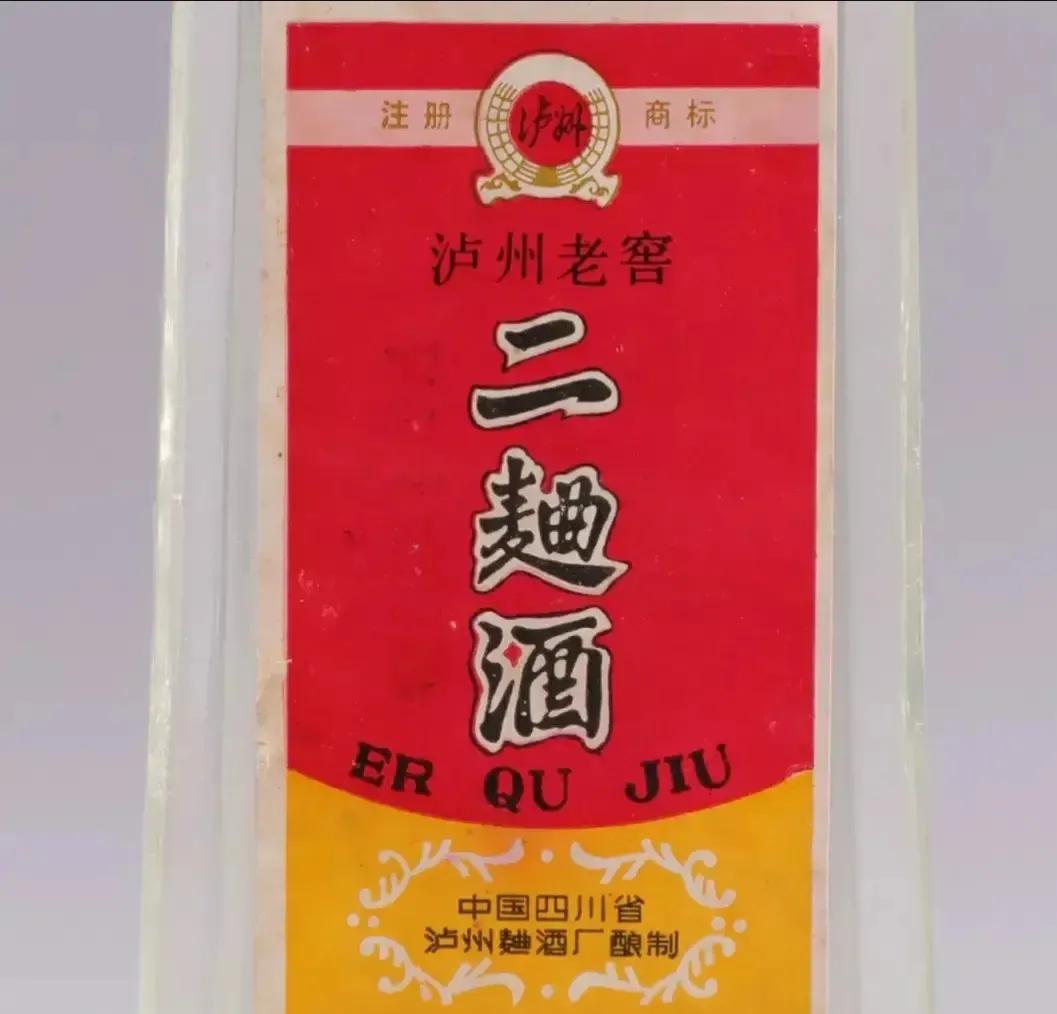 注册 泸州 商标
泸州老窖
二麯酒
ER QU JIU
中国四川省
泸州麯酒厂酿制